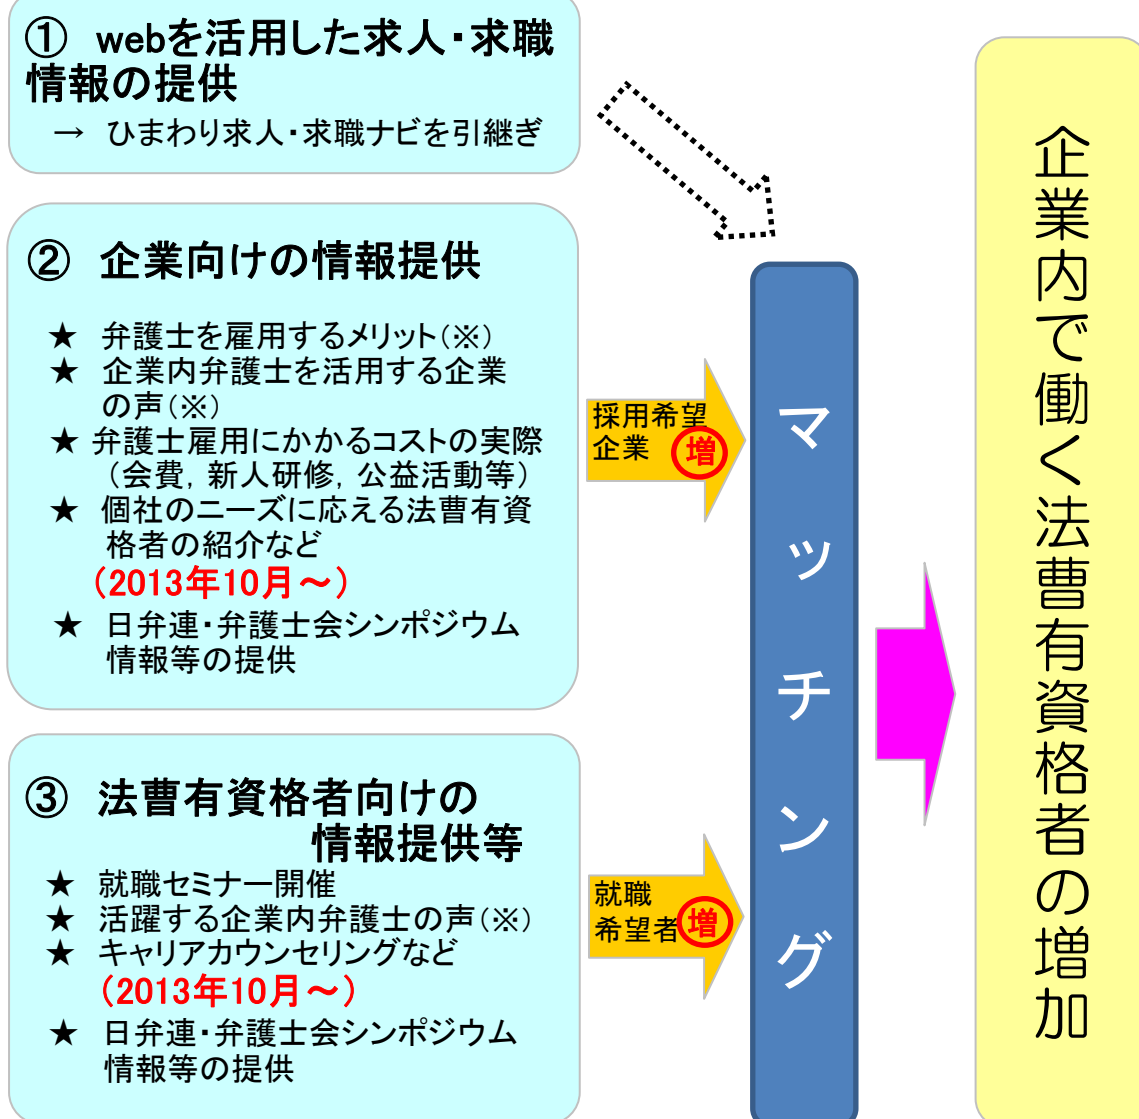 ① webを活用した求人・求職
情報の提供
→ ひまわり求人・求職ナビを引継ぎ
② 企業向けの情報提供
★ 弁護士を雇用するメリット(※)
★ 企業内弁護士を活用する企業
の声(※)
★ 弁護士雇用にかかるコストの実際
(会費, 新人研修, 公益活動等)
★ 個社のニーズに応える法曹有資
格者の紹介など
(2013年10月～)
★ 日弁連・弁護士会シンポジウム
情報等の提供
③ 法曹有資格者向けの
情報提供等
★ 就職セミナー開催
★ 活躍する企業内弁護士の声(※)
★ キャリアカウンセリングなど
(2013年10月～)
★ 日弁連・弁護士会シンポジウム
情報等の提供
採用希望
企業 増
就職
希望者 増
マッチング
企業内で働く法曹有資格者の増加